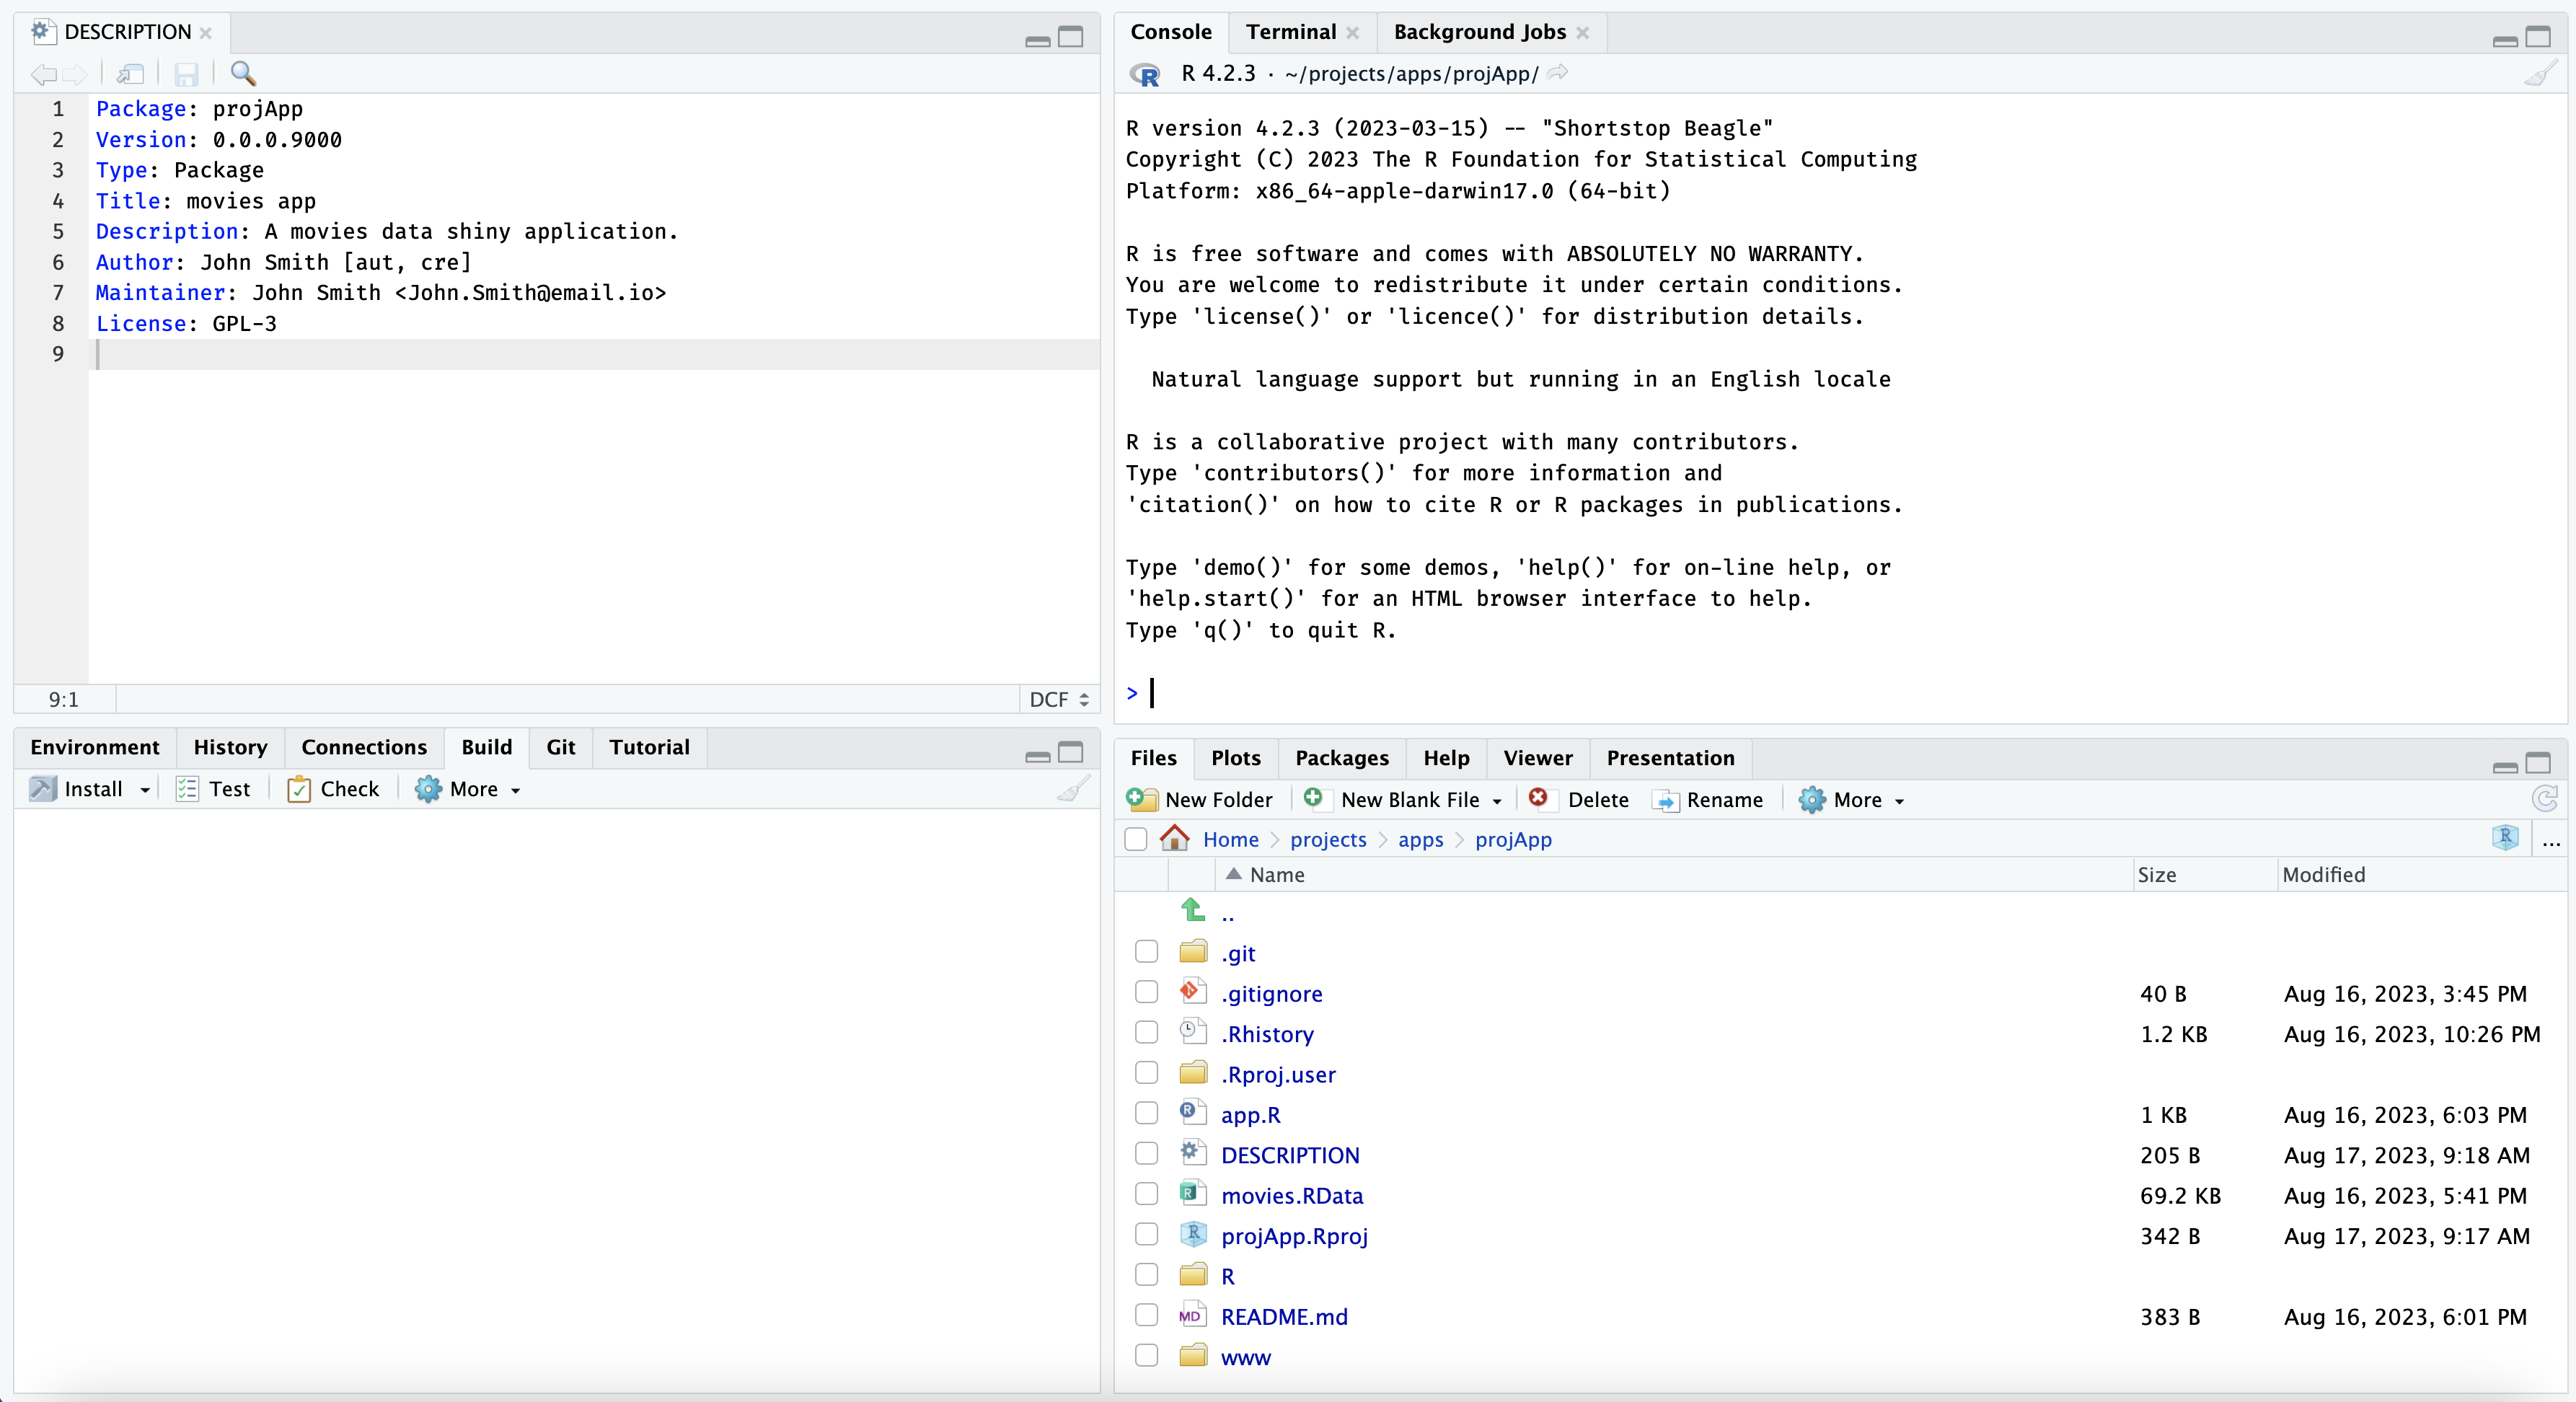 DESCRIPTION
1 Package: projApp
2 Version: 0.0.0.9000
3 Type: Package
4 Title: movies app
5 Description: A movies data shiny application.
6 Author: John Smith [aut, cre]
7 Maintainer: John Smith <John.Smith@email.io>
8 License: GPL-3
9
9:1 DCF
Console Terminal Background Jobs
R 4.2.3 · ~/projects/apps/projApp/
R version 4.2.3 (2023-03-15) -- "Shortstop Beagle"
Copyright (C) 2023 The R Foundation for Statistical Computing
Platform: x86_64-apple-darwin17.0 (64-bit)
R is free software and comes with ABSOLUTELY NO WARRANTY.
You are welcome to redistribute it under certain conditions.
Type 'license()' or 'licence()' for distribution details.
Natural language support but running in an English locale
R is a collaborative project with many contributors.
Type 'contributors()' for more information and
'citation()' on how to cite R or R packages in publications.
Type 'demo()' for some demos, 'help()' for on-line help, or
'help.start()' for an HTML browser interface to help.
Type 'q()' to quit R.
>
Environment History Connections Build Git Tutorial
Install Test Check More
Files Plots Packages Help Viewer Presentation
New Folder New Blank File Delete Rename More
Home projects apps projApp ...
Name Size Modified
..
.git
.gitignore 40 B Aug 16, 2023, 3:45 PM
.Rhistory 1.2 KB Aug 16, 2023, 10:26 PM
.Rproj.user
app.R 1 KB Aug 16, 2023, 6:03 PM
DESCRIPTION 205 B Aug 17, 2023, 9:18 AM
movies.RData 69.2 KB Aug 16, 2023, 5:41 PM
projApp.Rproj 342 B Aug 17, 2023, 9:17 AM
R
README.md 383 B Aug 16, 2023, 6:01 PM
www